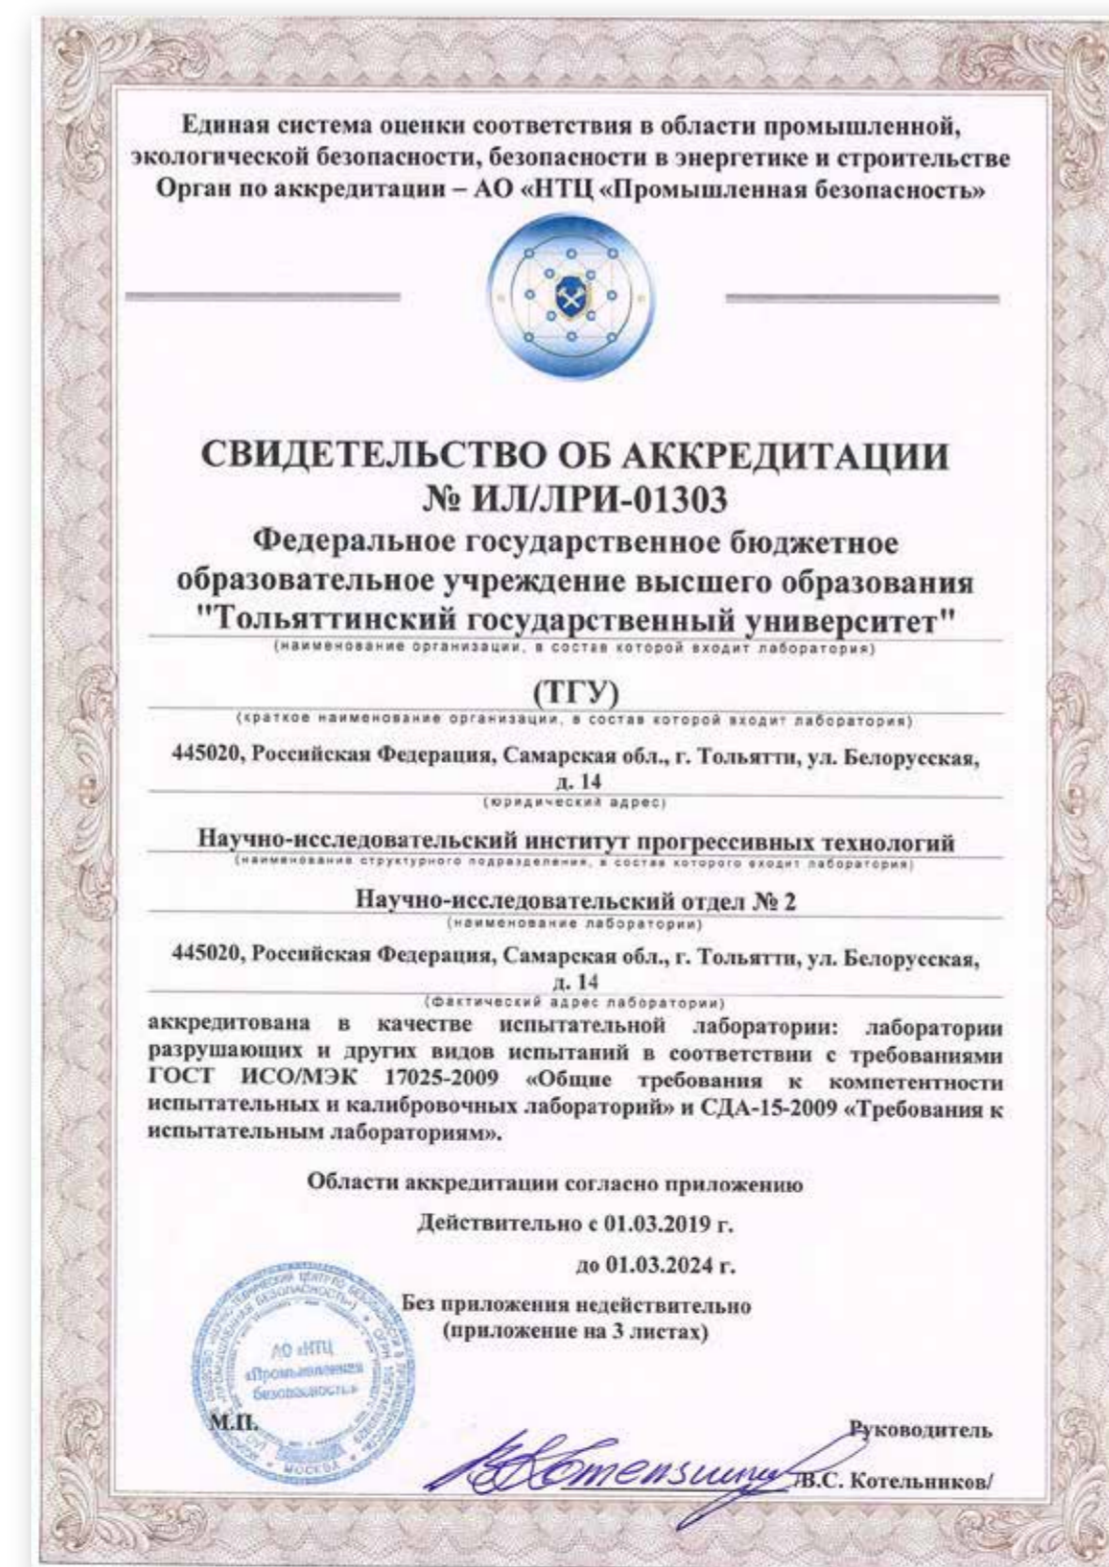 Единая система оценки соответствия в области промышленной,
экологической безопасности, безопасности в энергетике и строительстве
Орган по аккредитации – АО «НТЦ «Промышленная безопасность»
СВИДЕТЕЛЬСТВО ОБ АККРЕДИТАЦИИ
№ ИЛ/ЛРИ-01303
Федеральное государственное бюджетное
образовательное учреждение высшего образования
"Тольяттинский государственный университет"
(наименование организации, в состав которой входит лаборатория)
(ТГУ)
(краткое наименование организации, в состав которой входит лаборатория)
445020, Российская Федерация, Самарская обл., г. Тольятти, ул. Белорусская,
д. 14
(юридический адрес)
Научно-исследовательский институт прогрессивных технологий
(наименование структурного подразделения, в состав которого входит лаборатория)
Научно-исследовательский отдел № 2
(наименование лаборатории)
445020, Российская Федерация, Самарская обл., г. Тольятти, ул. Белорусская,
д. 14
(фактический адрес лаборатории)
аккредитована в качестве испытательной лаборатории: лаборатории
разрушающих и других видов испытаний в соответствии с требованиями
ГОСТ ИСО/МЭК 17025-2009 «Общие требования к компетентности
испытательных и калибровочных лабораторий» и СДА-15-2009 «Требования к
испытательным лабораториям».
Области аккредитации согласно приложению
Действительно с 01.03.2019 г.
до 01.03.2024 г.
Без приложения недействительно
(приложение на 3 листах)
АО «НТЦ
«Промышленная
безопасность»
МОСКВА
М.П.
Руководитель
/В.С. Котельников/